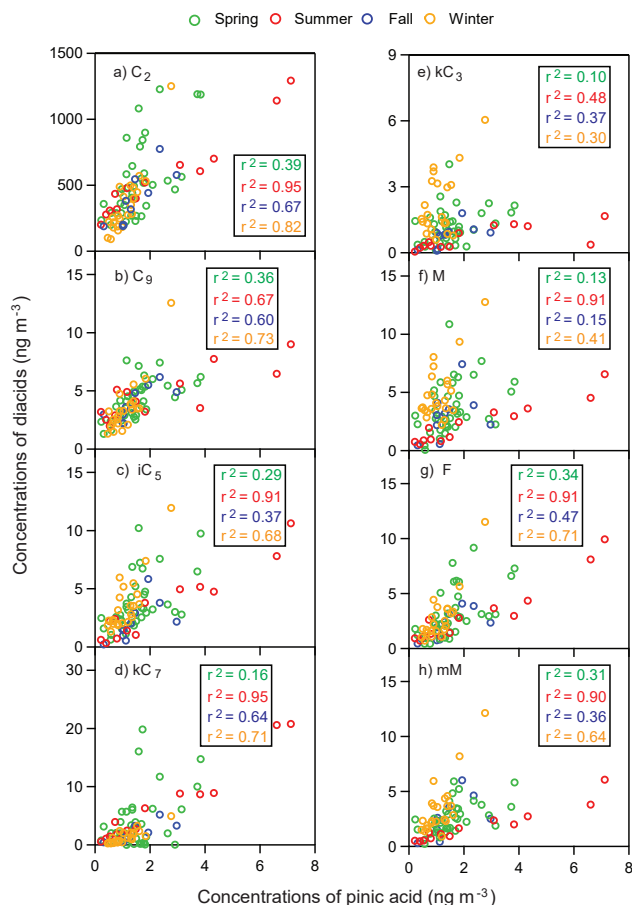 Spring Summer Fall Winter
Concentrations of diacids (ng m⁻³)
1500
1000
500
0
a) C₂
r² = 0.39
r² = 0.95
r² = 0.67
r² = 0.82
15
10
5
0
b) C₉
r² = 0.36
r² = 0.67
r² = 0.60
r² = 0.73
15
10
5
0
c) iC₅
r² = 0.29
r² = 0.91
r² = 0.37
r² = 0.68
30
20
10
0
d) kC₇
r² = 0.16
r² = 0.95
r² = 0.64
r² = 0.71
0 2 4 6 8
9
6
3
0
e) kC₃
r² = 0.10
r² = 0.48
r² = 0.37
r² = 0.30
15
10
5
0
f) M
r² = 0.13
r² = 0.91
r² = 0.15
r² = 0.41
15
10
5
0
g) F
r² = 0.34
r² = 0.91
r² = 0.47
r² = 0.71
15
10
5
0
h) mM
r² = 0.31
r² = 0.90
r² = 0.36
r² = 0.64
0 2 4 6 8
Concentrations of pinic acid (ng m⁻³)